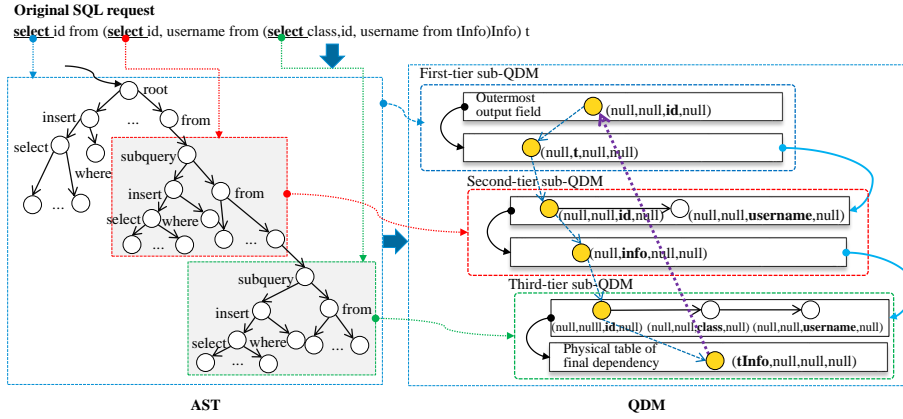 Original SQL request
select id from (select id, username from (select class,id, username from tInfo)Info) t
First-tier sub-QDM
root
Outermost
output field
(null,null,id,null)
insert
...
from
select
where
(null,t,null,null)
...
subquery
Second-tier sub-QDM
insert
from
select
where
(null,null,id,null)
(null,null,username,null)
...
...
(null,info,null,null)
subquery
Third-tier sub-QDM
insert
from
(null,nulll,id,null) (null,null,class,null) (null,null,username,null)
select
where
...
...
Physical table of
final dependency
(tInfo,null,null,null)
AST
QDM